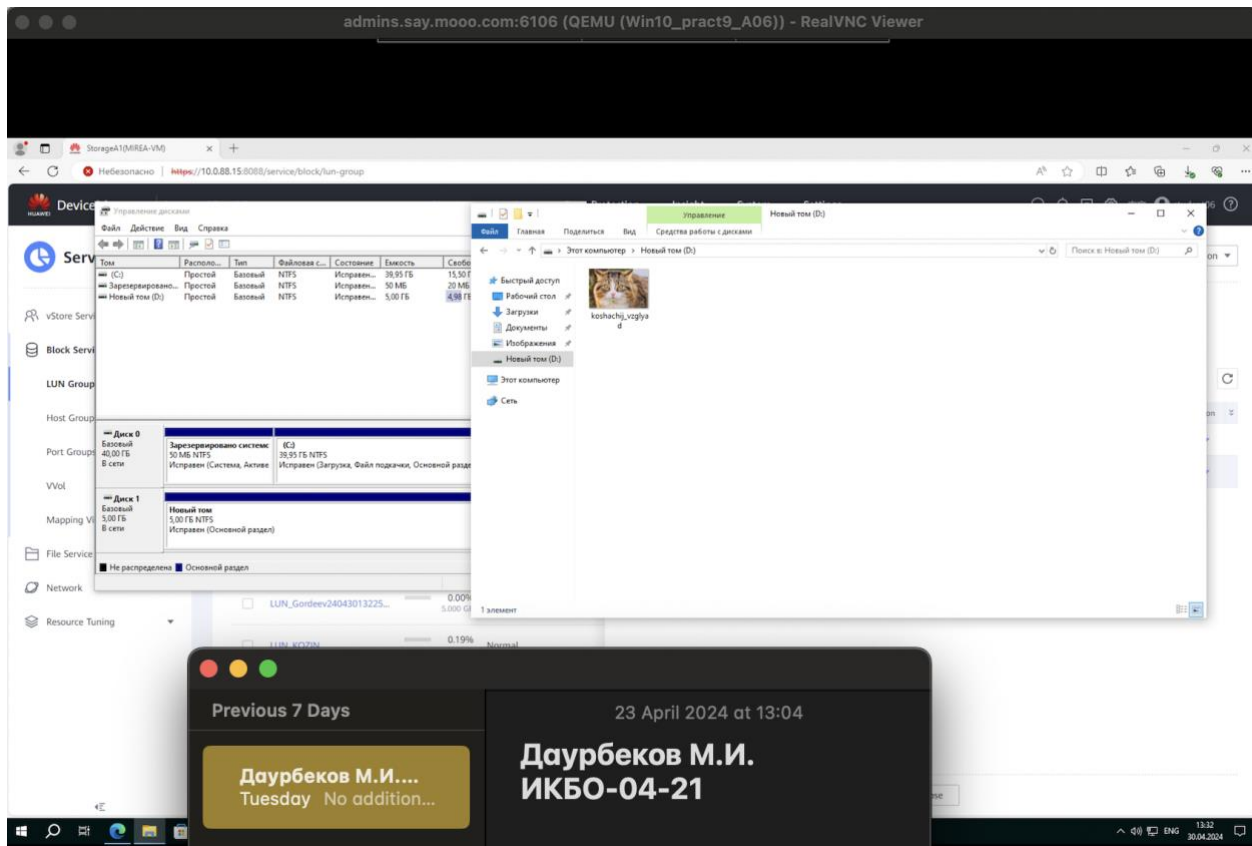 admins.say.mooo.com:6106 (QEMU (Win10_pract9_A06)) - RealVNC Viewer
StorageA1(MIREA-VM)
Небезопасно https://10.0.88.15:8088/service/block/lun-group
HUAWEI
Device
Serv
vStore Servi
Block Servi
LUN Group
Host Group
Port Groups
VVol
Mapping Vi
File Service
Network
Resource Tuning
Управление дисками
Файл Действие Вид Справка
Том Располо... Тип Файловая с... Состояние Емкость Свобо
(C:) Простой Базовый NTFS Исправен... 39,95 ГБ 15,50 Г
Зарезервировано... Простой Базовый NTFS Исправен... 50 МБ 20 МБ
Новый том (D:) Простой Базовый NTFS Исправен... 5,00 ГБ 4,98 ГБ
Диск 0
Базовый
40,00 ГБ
В сети
Зарезервировано системс
50 МБ NTFS
Исправен (Система, Активе
(C:)
39,95 ГБ NTFS
Исправен (Загрузка, Файл подкачки, Основной разде
Диск 1
Базовый
5,00 ГБ
В сети
Новый том
5,00 ГБ NTFS
Исправен (Основной раздел)
Не распределена Основной раздел
Управление Новый том (D:)
Файл Главная Поделиться Вид Средства работы с дисками
Этот компьютер › Новый том (D:)
Поиск в: Новый том (D:)
Быстрый доступ
Рабочий стол
Загрузки
Документы
Изображения
Новый том (D:)
Этот компьютер
Сеть
koshachij_vzglya
d
1 элемент
LUN_Gordeev24043013225... 0.00%
LUN_KOZIN 0.19% Normal
Previous 7 Days
Даурбеков М.И....
Tuesday No addition...
23 April 2024 at 13:04
Даурбеков М.И.
ИКБО-04-21
ENG
13:32
30.04.2024